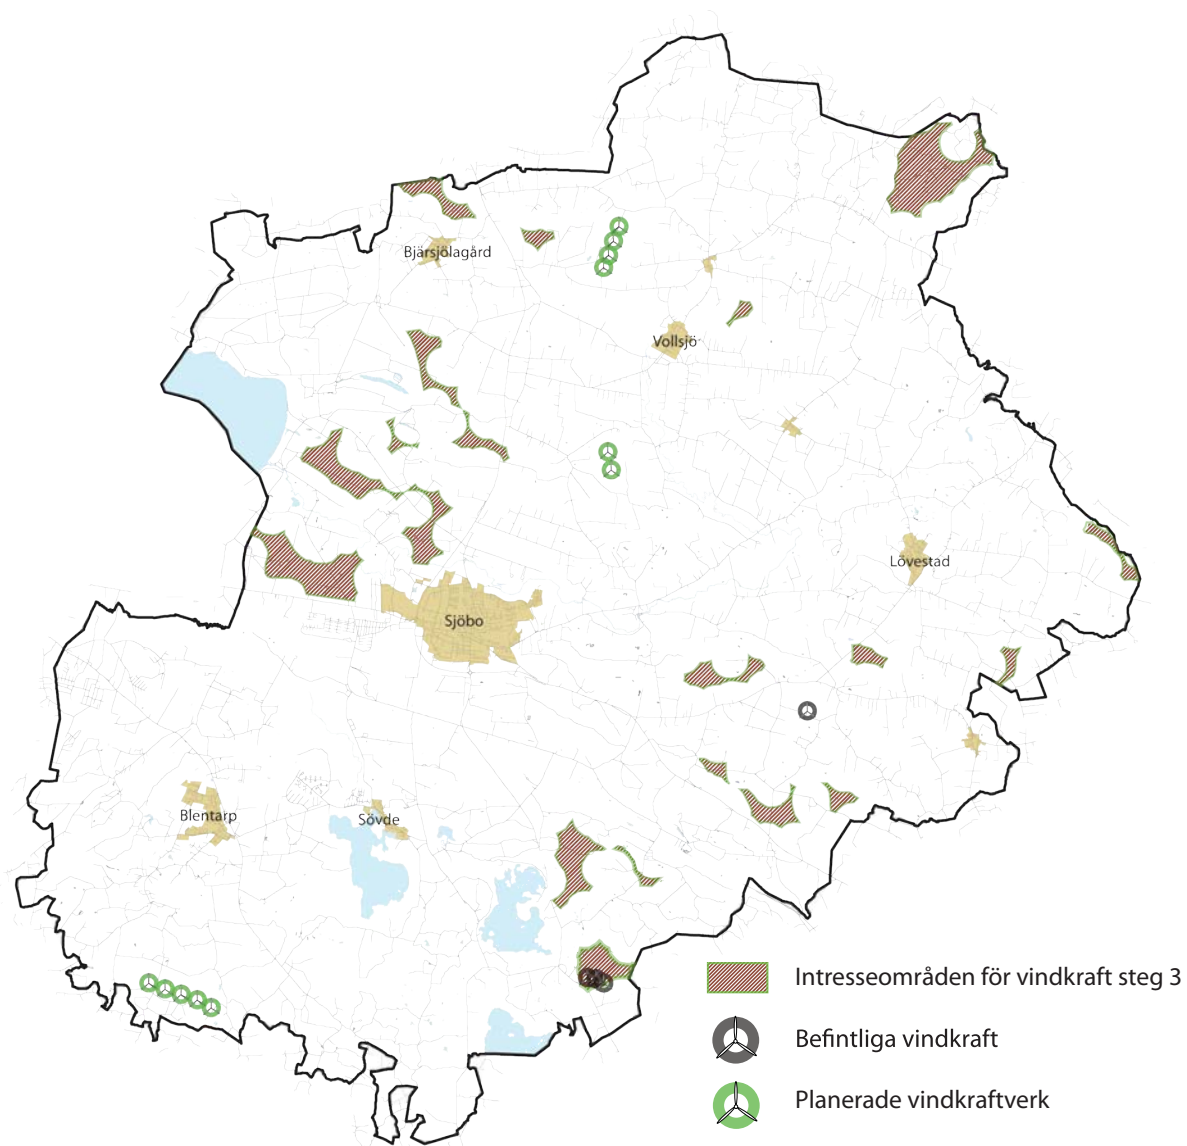 Bjärsjölagård
Vollsjö
Lövestad
Sjöbo
Blentarp
Sövde
Intresseområden för vindkraft steg 3
Befintliga vindkraft
Planerade vindkraftverk